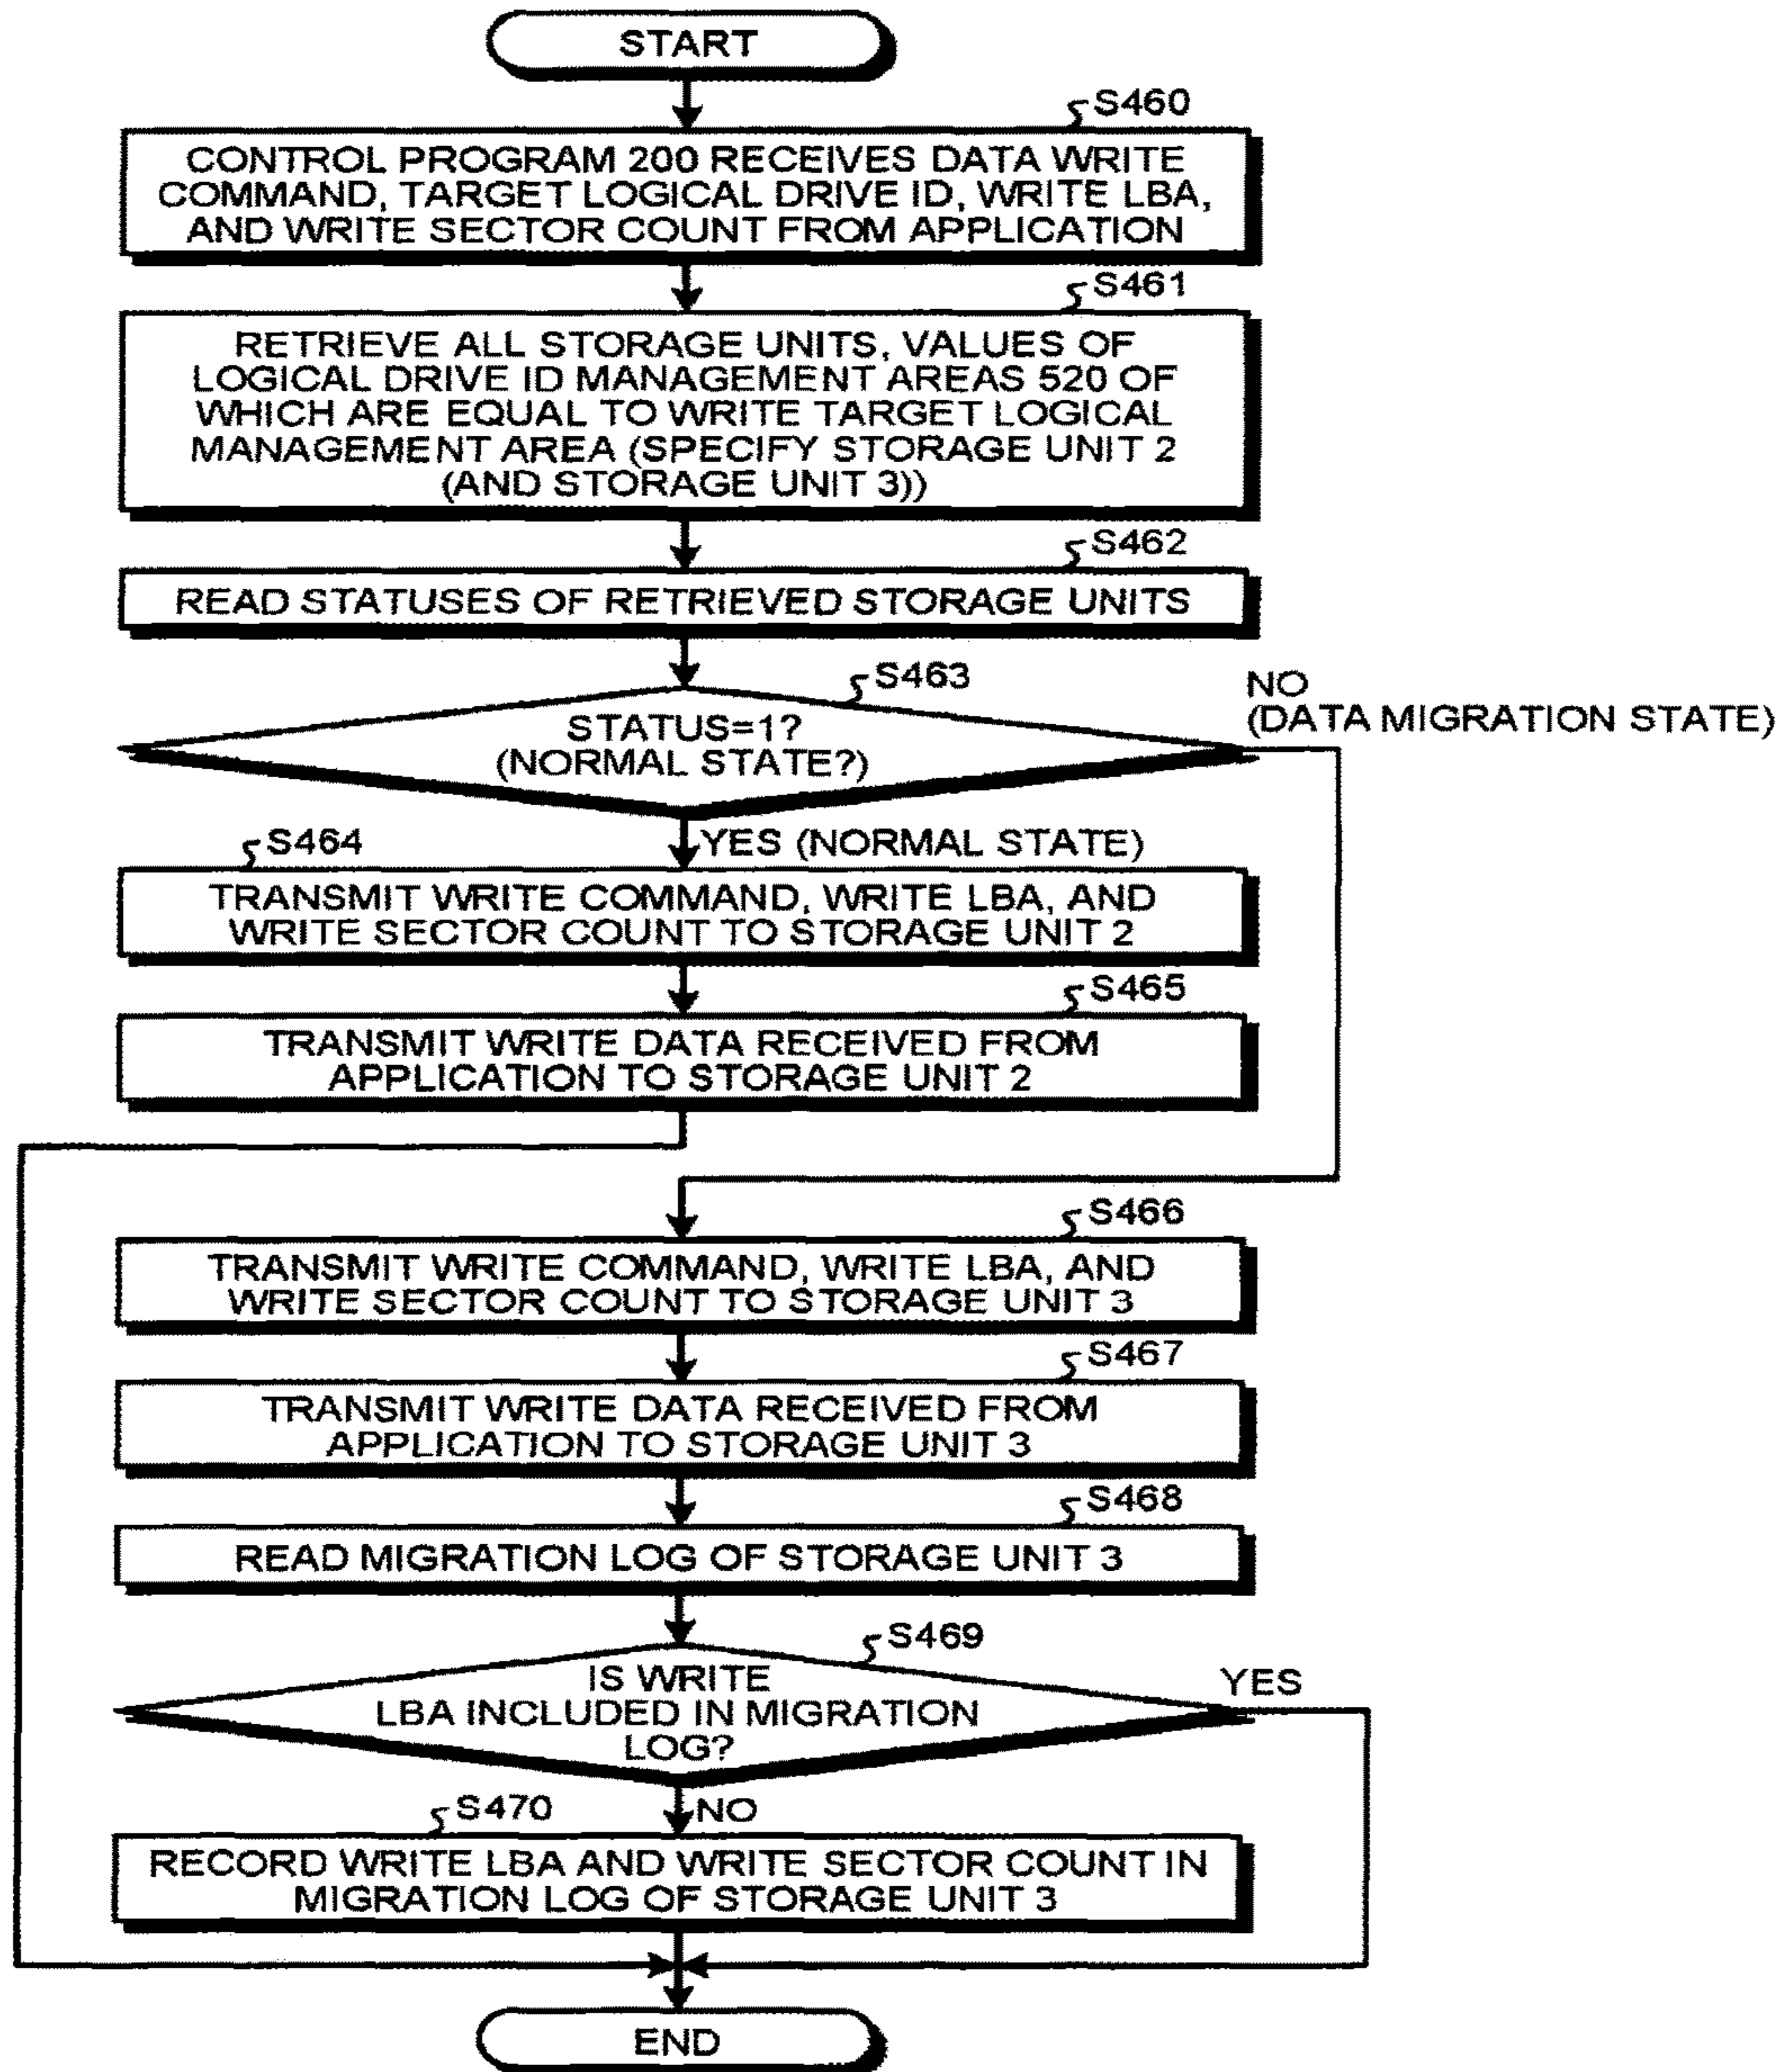 START
S460
CONTROL PROGRAM 200 RECEIVES DATA WRITE
COMMAND, TARGET LOGICAL DRIVE ID, WRITE LBA,
AND WRITE SECTOR COUNT FROM APPLICATION
S461
RETRIEVE ALL STORAGE UNITS, VALUES OF
LOGICAL DRIVE ID MANAGEMENT AREAS 520 OF
WHICH ARE EQUAL TO WRITE TARGET LOGICAL
MANAGEMENT AREA (SPECIFY STORAGE UNIT 2
(AND STORAGE UNIT 3))
S462
READ STATUSES OF RETRIEVED STORAGE UNITS
S463
STATUS=1?
(NORMAL STATE?)
NO
(DATA MIGRATION STATE)
YES (NORMAL STATE)
S464
TRANSMIT WRITE COMMAND, WRITE LBA, AND
WRITE SECTOR COUNT TO STORAGE UNIT 2
S465
TRANSMIT WRITE DATA RECEIVED FROM
APPLICATION TO STORAGE UNIT 2
S466
TRANSMIT WRITE COMMAND, WRITE LBA, AND
WRITE SECTOR COUNT TO STORAGE UNIT 3
S467
TRANSMIT WRITE DATA RECEIVED FROM
APPLICATION TO STORAGE UNIT 3
S468
READ MIGRATION LOG OF STORAGE UNIT 3
S469
IS WRITE
LBA INCLUDED IN MIGRATION
LOG?
YES
NO
S470
RECORD WRITE LBA AND WRITE SECTOR COUNT IN
MIGRATION LOG OF STORAGE UNIT 3
END